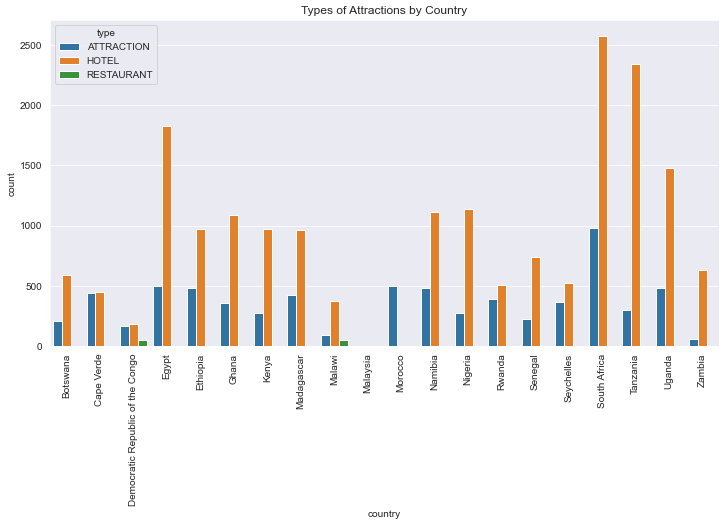 Types of Attractions by Country
type
ATTRACTION
HOTEL
RESTAURANT
2500
2000
1500
1000
500
0
count
Botswana
Cape Verde
Democratic Republic of the Congo
Egypt
Ethiopia
Ghana
Kenya
Madagascar
Malawi
Malaysia
Morocco
Namibia
Nigeria
Rwanda
Senegal
Seychelles
South Africa
Tanzania
Uganda
Zambia
country